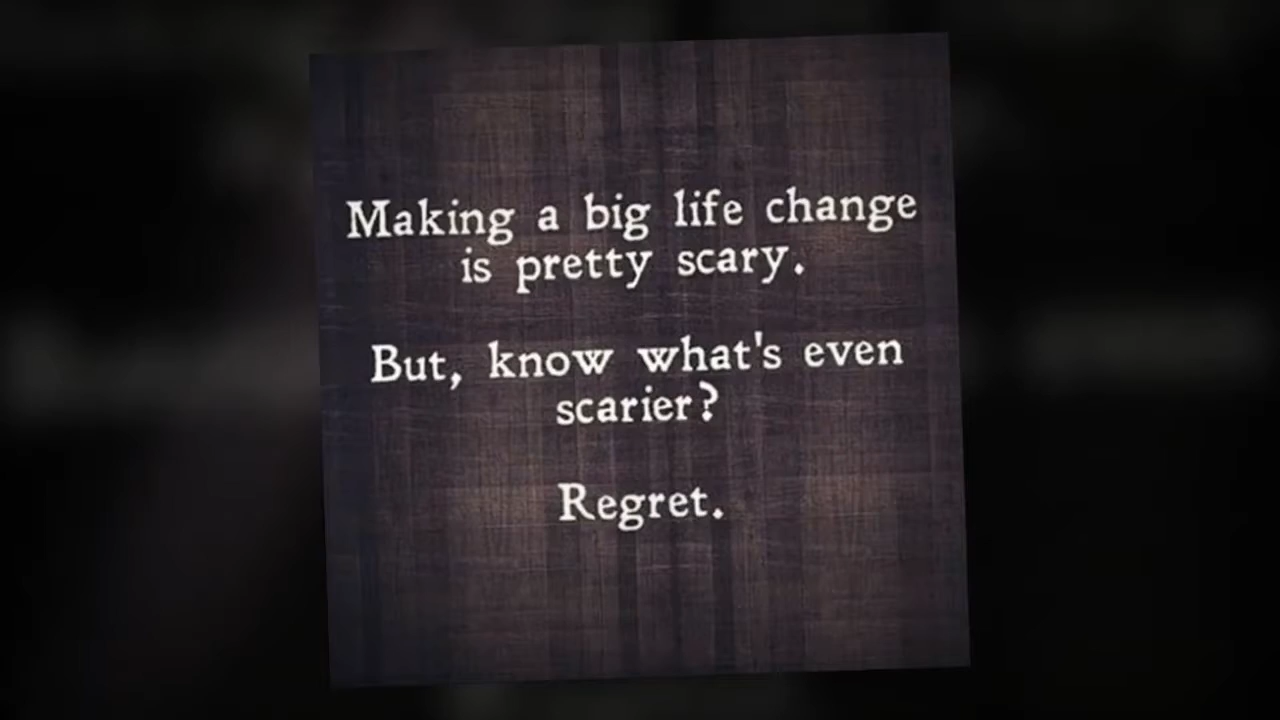 Making a big life change
is pretty scary.
But, know what's even
scarier?
Regret.